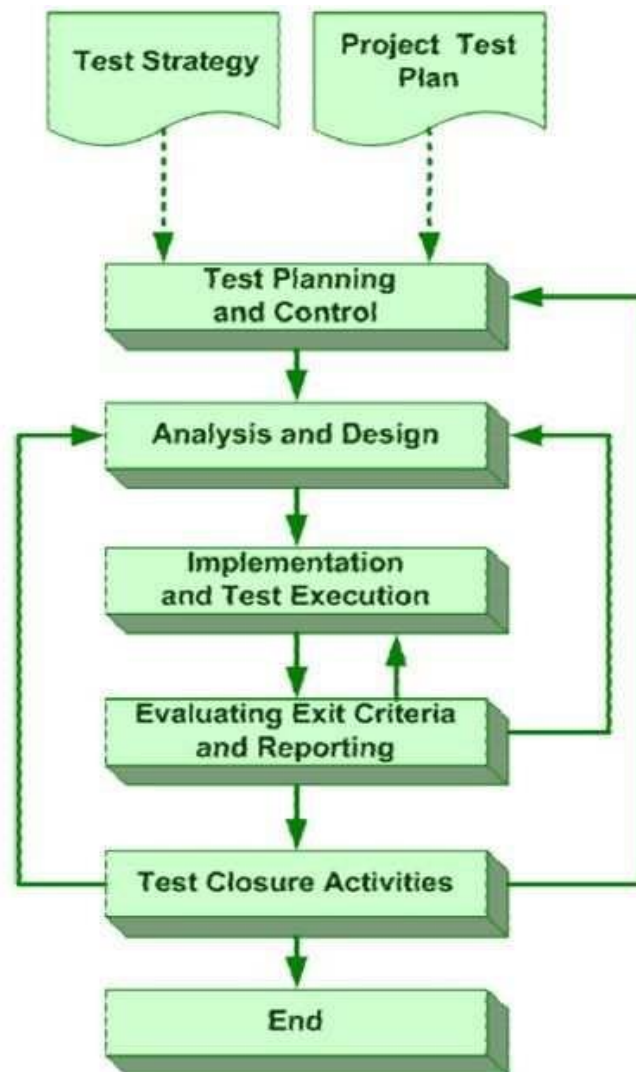 Test Strategy
Project Test
Plan
Test Planning
and Control
Analysis and Design
Implementation
and Test Execution
Evaluating Exit Criteria
and Reporting
Test Closure Activities
End